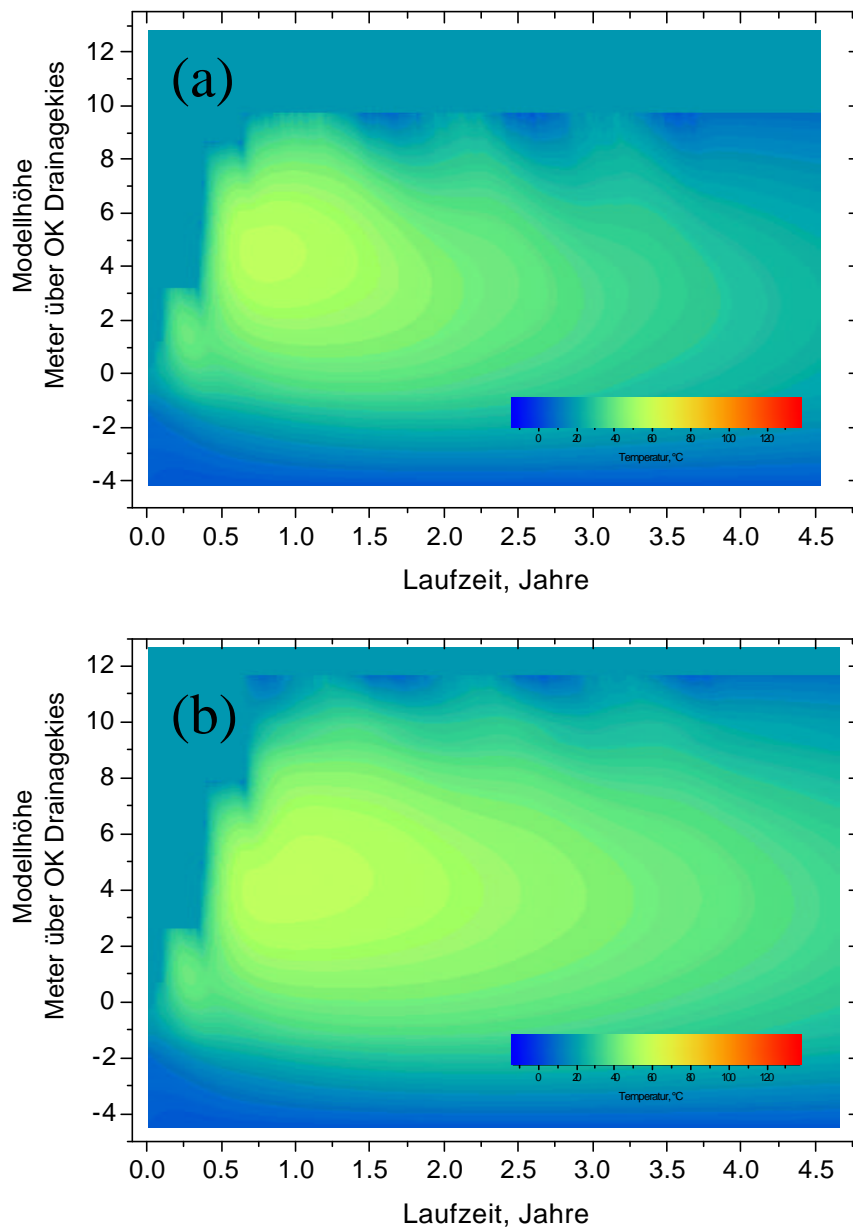 (a)
12
10
8
6
4
2
0
-2
-4
Modellhöhe
Meter über OK Drainagekies
0 20 40 60 80 100 120
Temperatur, °C
0.0 0.5 1.0 1.5 2.0 2.5 3.0 3.5 4.0 4.5
Laufzeit, Jahre
(b)
12
10
8
6
4
2
0
-2
-4
Modellhöhe
Meter über OK Drainagekies
0 20 40 60 80 100 120
Temperatur, °C
0.0 0.5 1.0 1.5 2.0 2.5 3.0 3.5 4.0 4.5
Laufzeit, Jahre